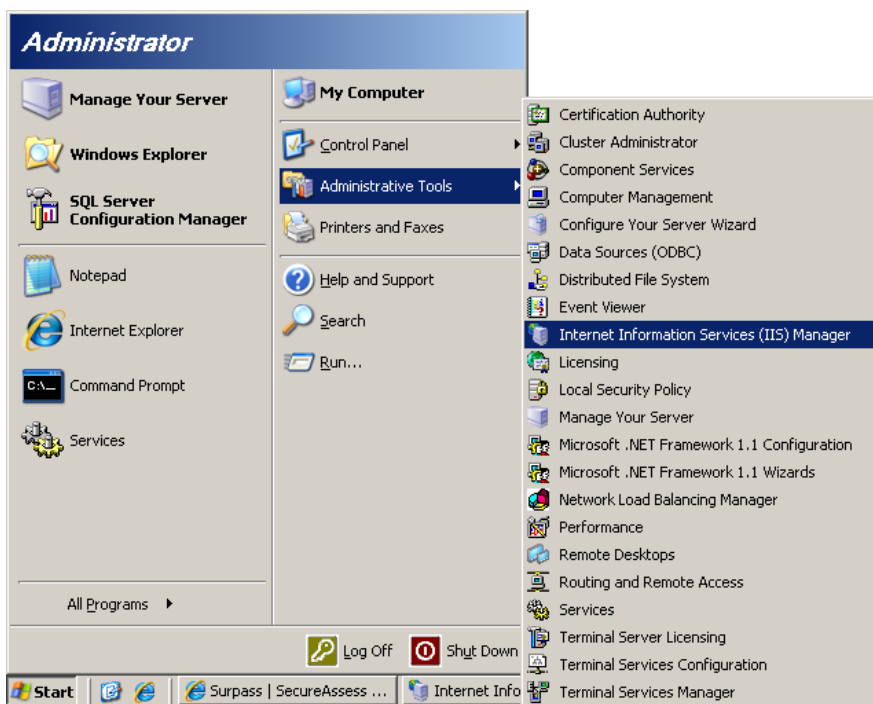 Administrator
Manage Your Server
Windows Explorer
SQL Server
Configuration Manager
Notepad
Internet Explorer
C:\_
Command Prompt
Services
All Programs
My Computer
Control Panel
Administrative Tools
Printers and Faxes
Help and Support
Search
Run...
Log Off
Shut Down
Certification Authority
Cluster Administrator
Component Services
Computer Management
Configure Your Server Wizard
Data Sources (ODBC)
Distributed File System
Event Viewer
Internet Information Services (IIS) Manager
Licensing
Local Security Policy
Manage Your Server
Microsoft .NET Framework 1.1 Configuration
Microsoft .NET Framework 1.1 Wizards
Network Load Balancing Manager
Performance
Remote Desktops
Routing and Remote Access
Services
Terminal Server Licensing
Terminal Services Configuration
Terminal Services Manager
Start
Surpass | SecureAssess ...
Internet Info